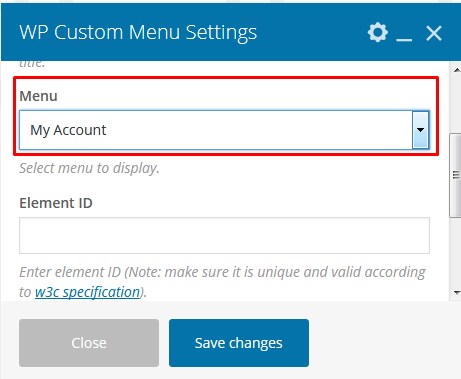 WP Custom Menu Settings
title.
Menu
My Account
Select menu to display.
Element ID
Enter element ID (Note: make sure it is unique and valid according
to w3c specification).
Close
Save changes